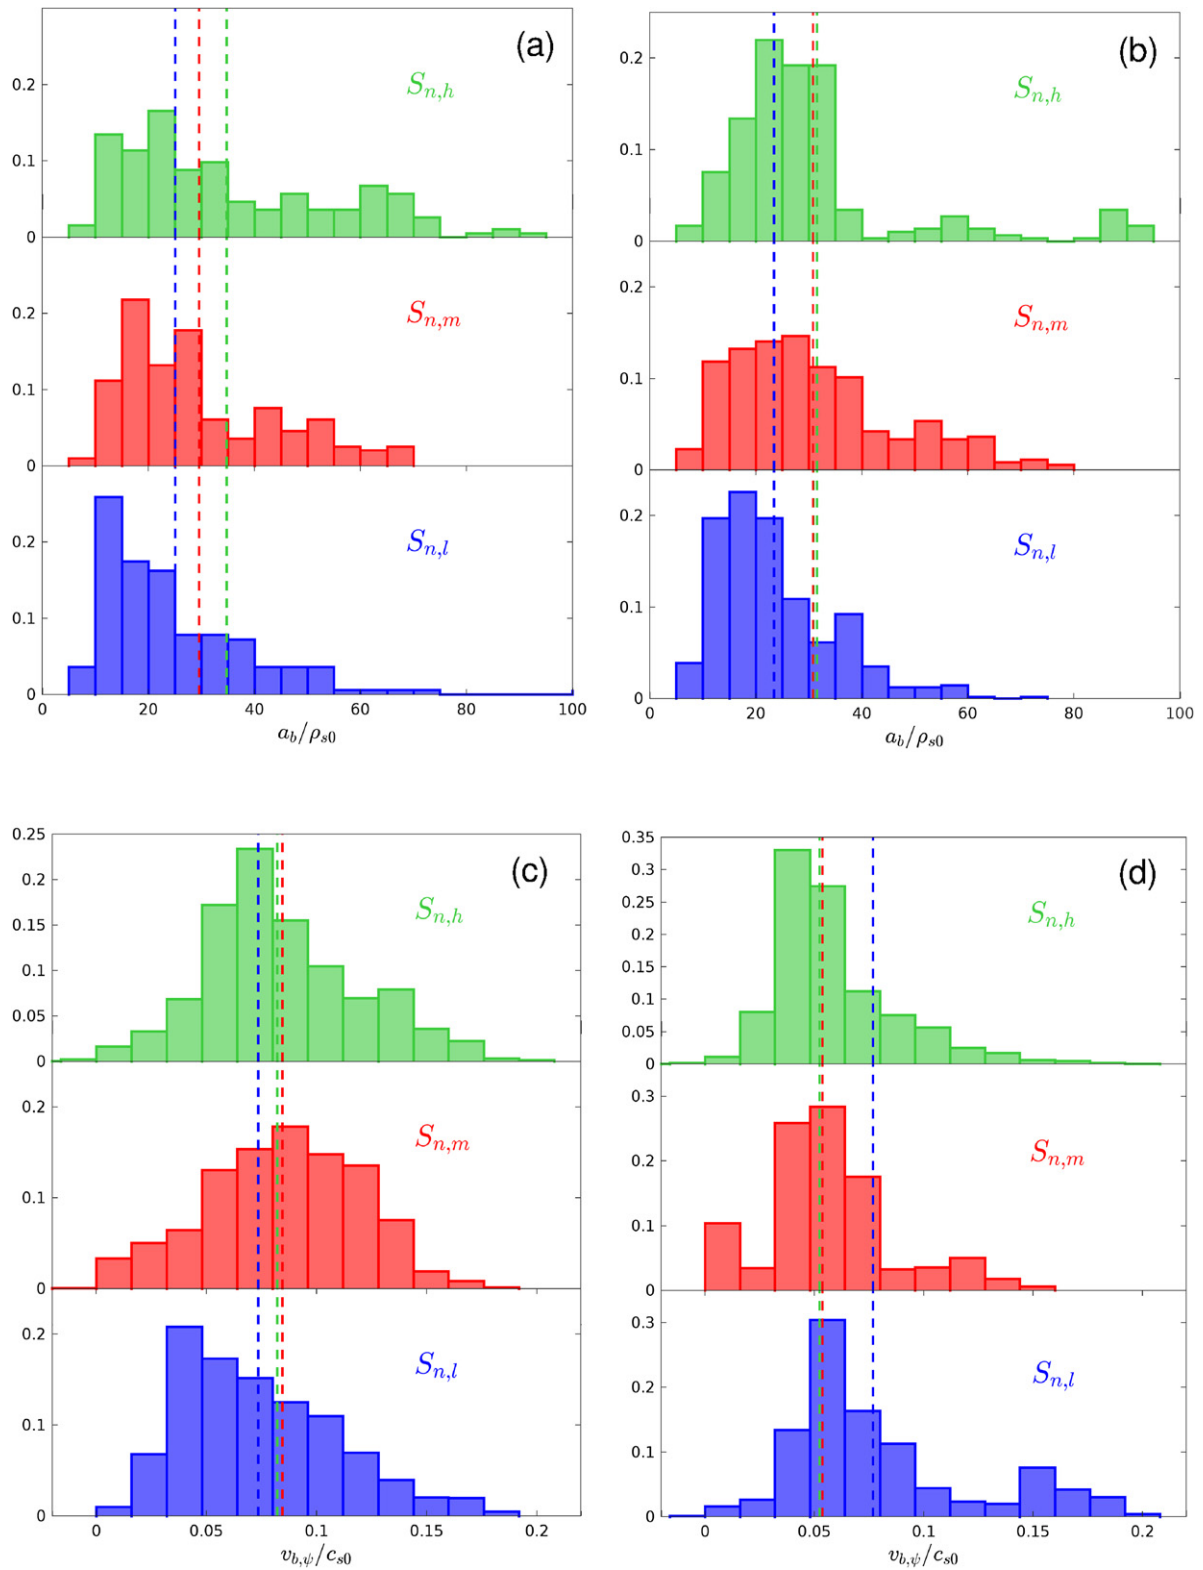 (a)
S_{n,h}
0.2
0.1
0
S_{n,m}
0.2
0.1
0
S_{n,l}
0.2
0.1
0
0 20 40 60 80 100
a_b/ρ_{s0}
(b)
S_{n,h}
0.2
0.1
0
S_{n,m}
0.2
0.1
0
S_{n,l}
0.2
0.1
0
0 20 40 60 80 100
a_b/ρ_{s0}
(c)
0.25
S_{n,h}
0.2
0.15
0.1
0.05
0
S_{n,m}
0.2
0.1
0
S_{n,l}
0.2
0.1
0
0 0.05 0.1 0.15 0.2
v_{b,ψ}/c_{s0}
(d)
0.35
0.3
S_{n,h}
0.25
0.2
0.15
0.1
0.05
0
0.3
S_{n,m}
0.2
0.1
0
0.3
S_{n,l}
0.2
0.1
0
0 0.05 0.1 0.15 0.2
v_{b,ψ}/c_{s0}